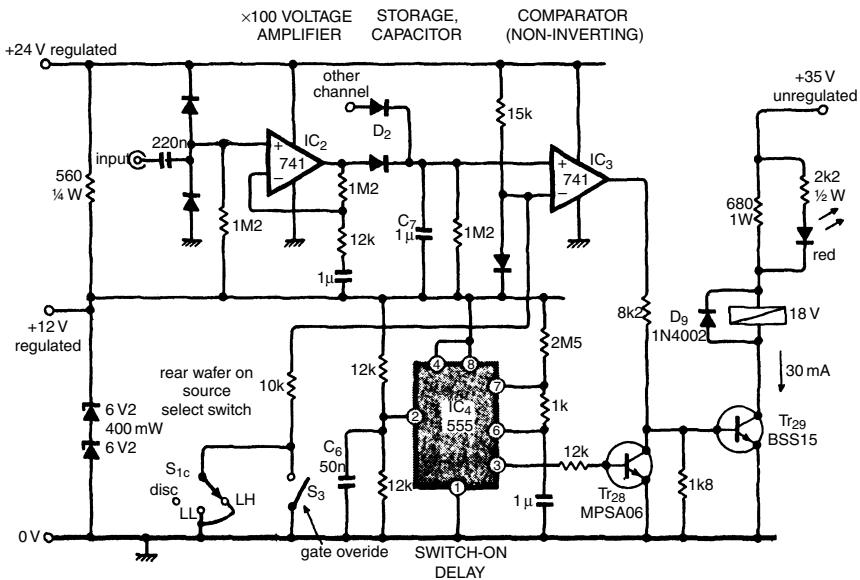 ×100 VOLTAGE
AMPLIFIER
STORAGE,
CAPACITOR
COMPARATOR
(NON-INVERTING)
+24 V regulated
other
channel
D2
15k
+35 V
unregulated
220n
input
IC2
+
741
−
IC3
+
741
−
560
¼ W
1M2
1M2
12k
1µ
C7
1µ
1M2
2k2
½ W
680
1W
red
+12 V
regulated
8k2
D9
1N4002
18 V
rear wafer on
source
select switch
10k
12k
4
8
2M5
7
IC4
555
2
1k
6
3
1
30 mA
6 V2
400 mW
6 V2
S1c
disc
LH
LL
S3
C6
50n
12k
12k
1µ
Tr28
MPSA06
1k8
Tr29
BSS15
0 V
gate overide
SWITCH-ON
DELAY